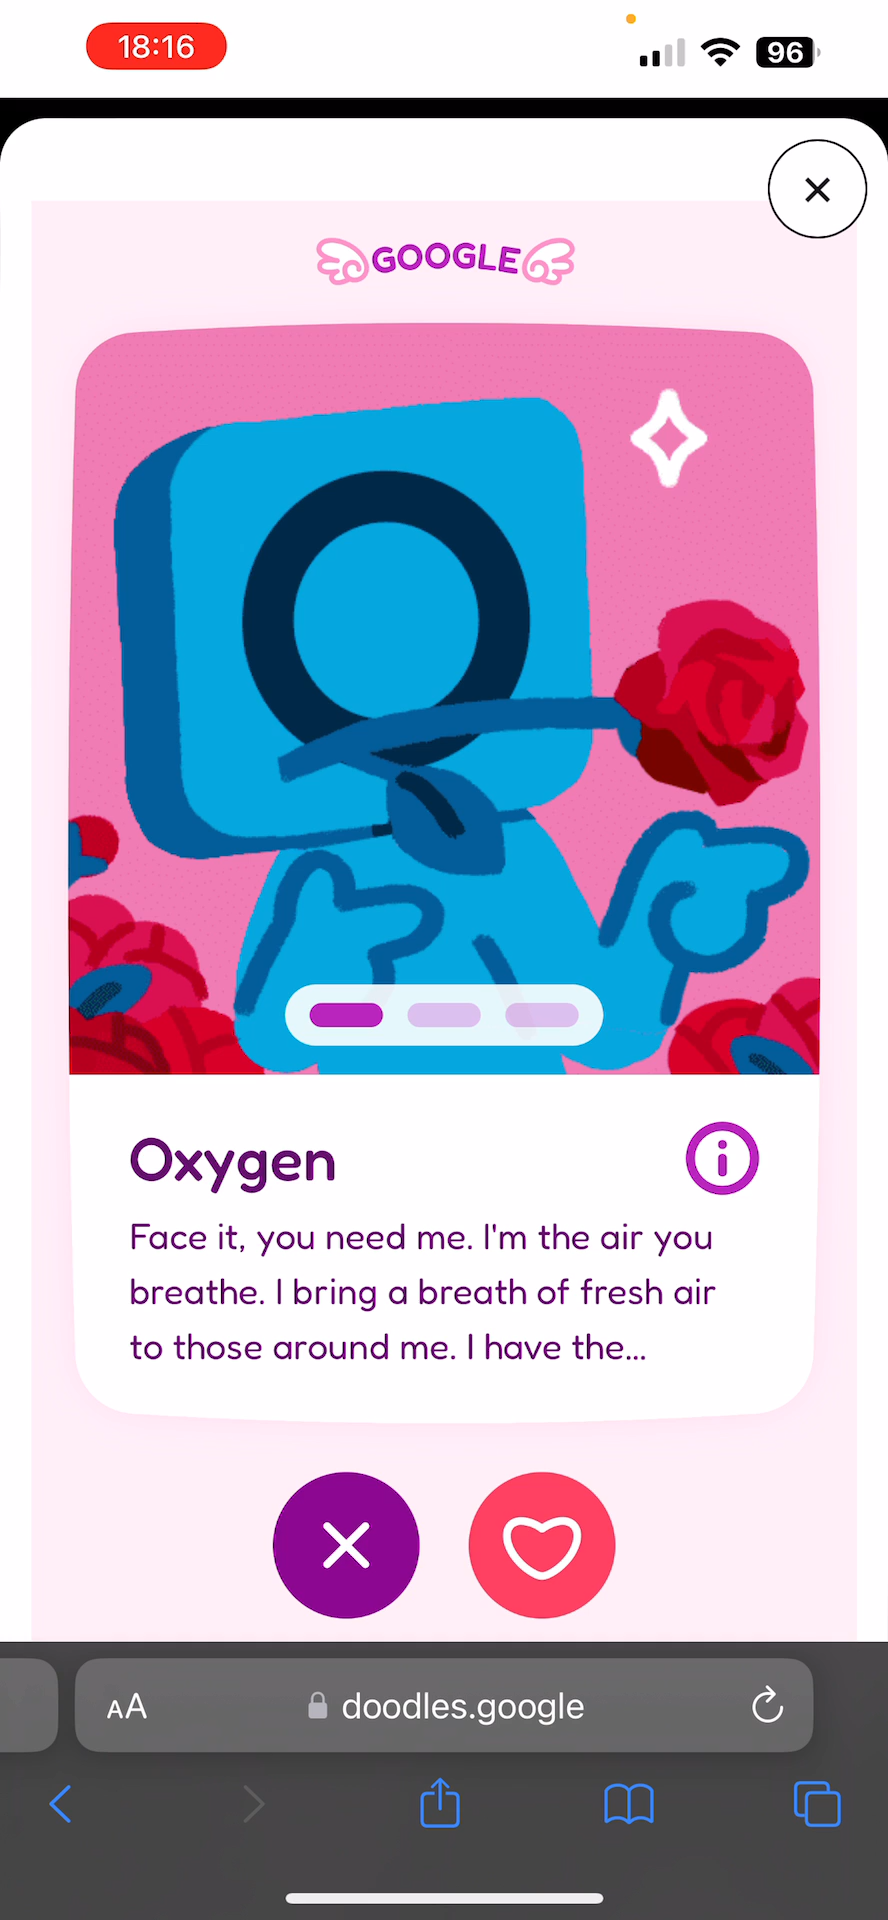 18:16
96
GOOGLE
Oxygen
Face it, you need me. I'm the air you
breathe. I bring a breath of fresh air
to those around me. I have the...
AA
doodles.google